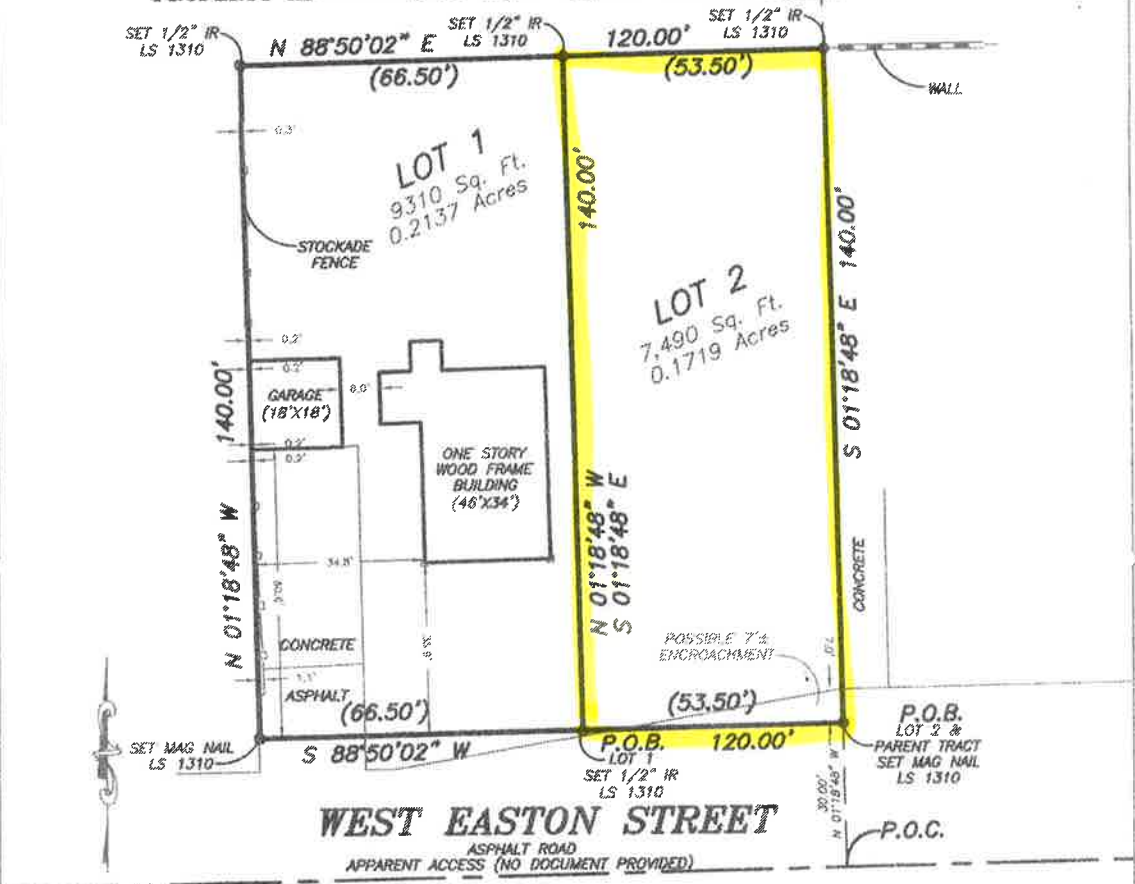 SET 1/2" IR
LS 1310
N 88°50'02" E
SET 1/2" IR
LS 1310
120.00'
SET 1/2" IR
LS 1310
(66.50')
(53.50')
WALL
0.3'
LOT 1
9310 Sq. Ft.
0.2137 Acres
140.00'
S 01°18'48" E 140.00'
STOCKADE
FENCE
LOT 2
7,490 Sq. Ft.
0.1719 Acres
0.2'
0.2'
GARAGE
(18'X18')
8.0'
N 01°18'48" W 140.00'
0.2'
0.2'
ONE STORY
WOOD FRAME
BUILDING
(46'X34')
N 01°18'48" W
S 01°18'48" E
34.8'
CONCRETE
CONCRETE
POSSIBLE 7'±
ENCROACHMENT
7.0'
1.1'
ASPHALT
(66.50')
(53.50')
SET MAG NAIL
LS 1310
S 88°50'02" W
P.O.B.
LOT 1
SET 1/2" IR
LS 1310
120.00'
P.O.B.
LOT 2 &
PARENT TRACT
SET MAG NAIL
LS 1310
30.00'
N 01°18'48" W
WEST EASTON STREET
ASPHALT ROAD
APPARENT ACCESS (NO DOCUMENT PROVIDED)
P.O.C.